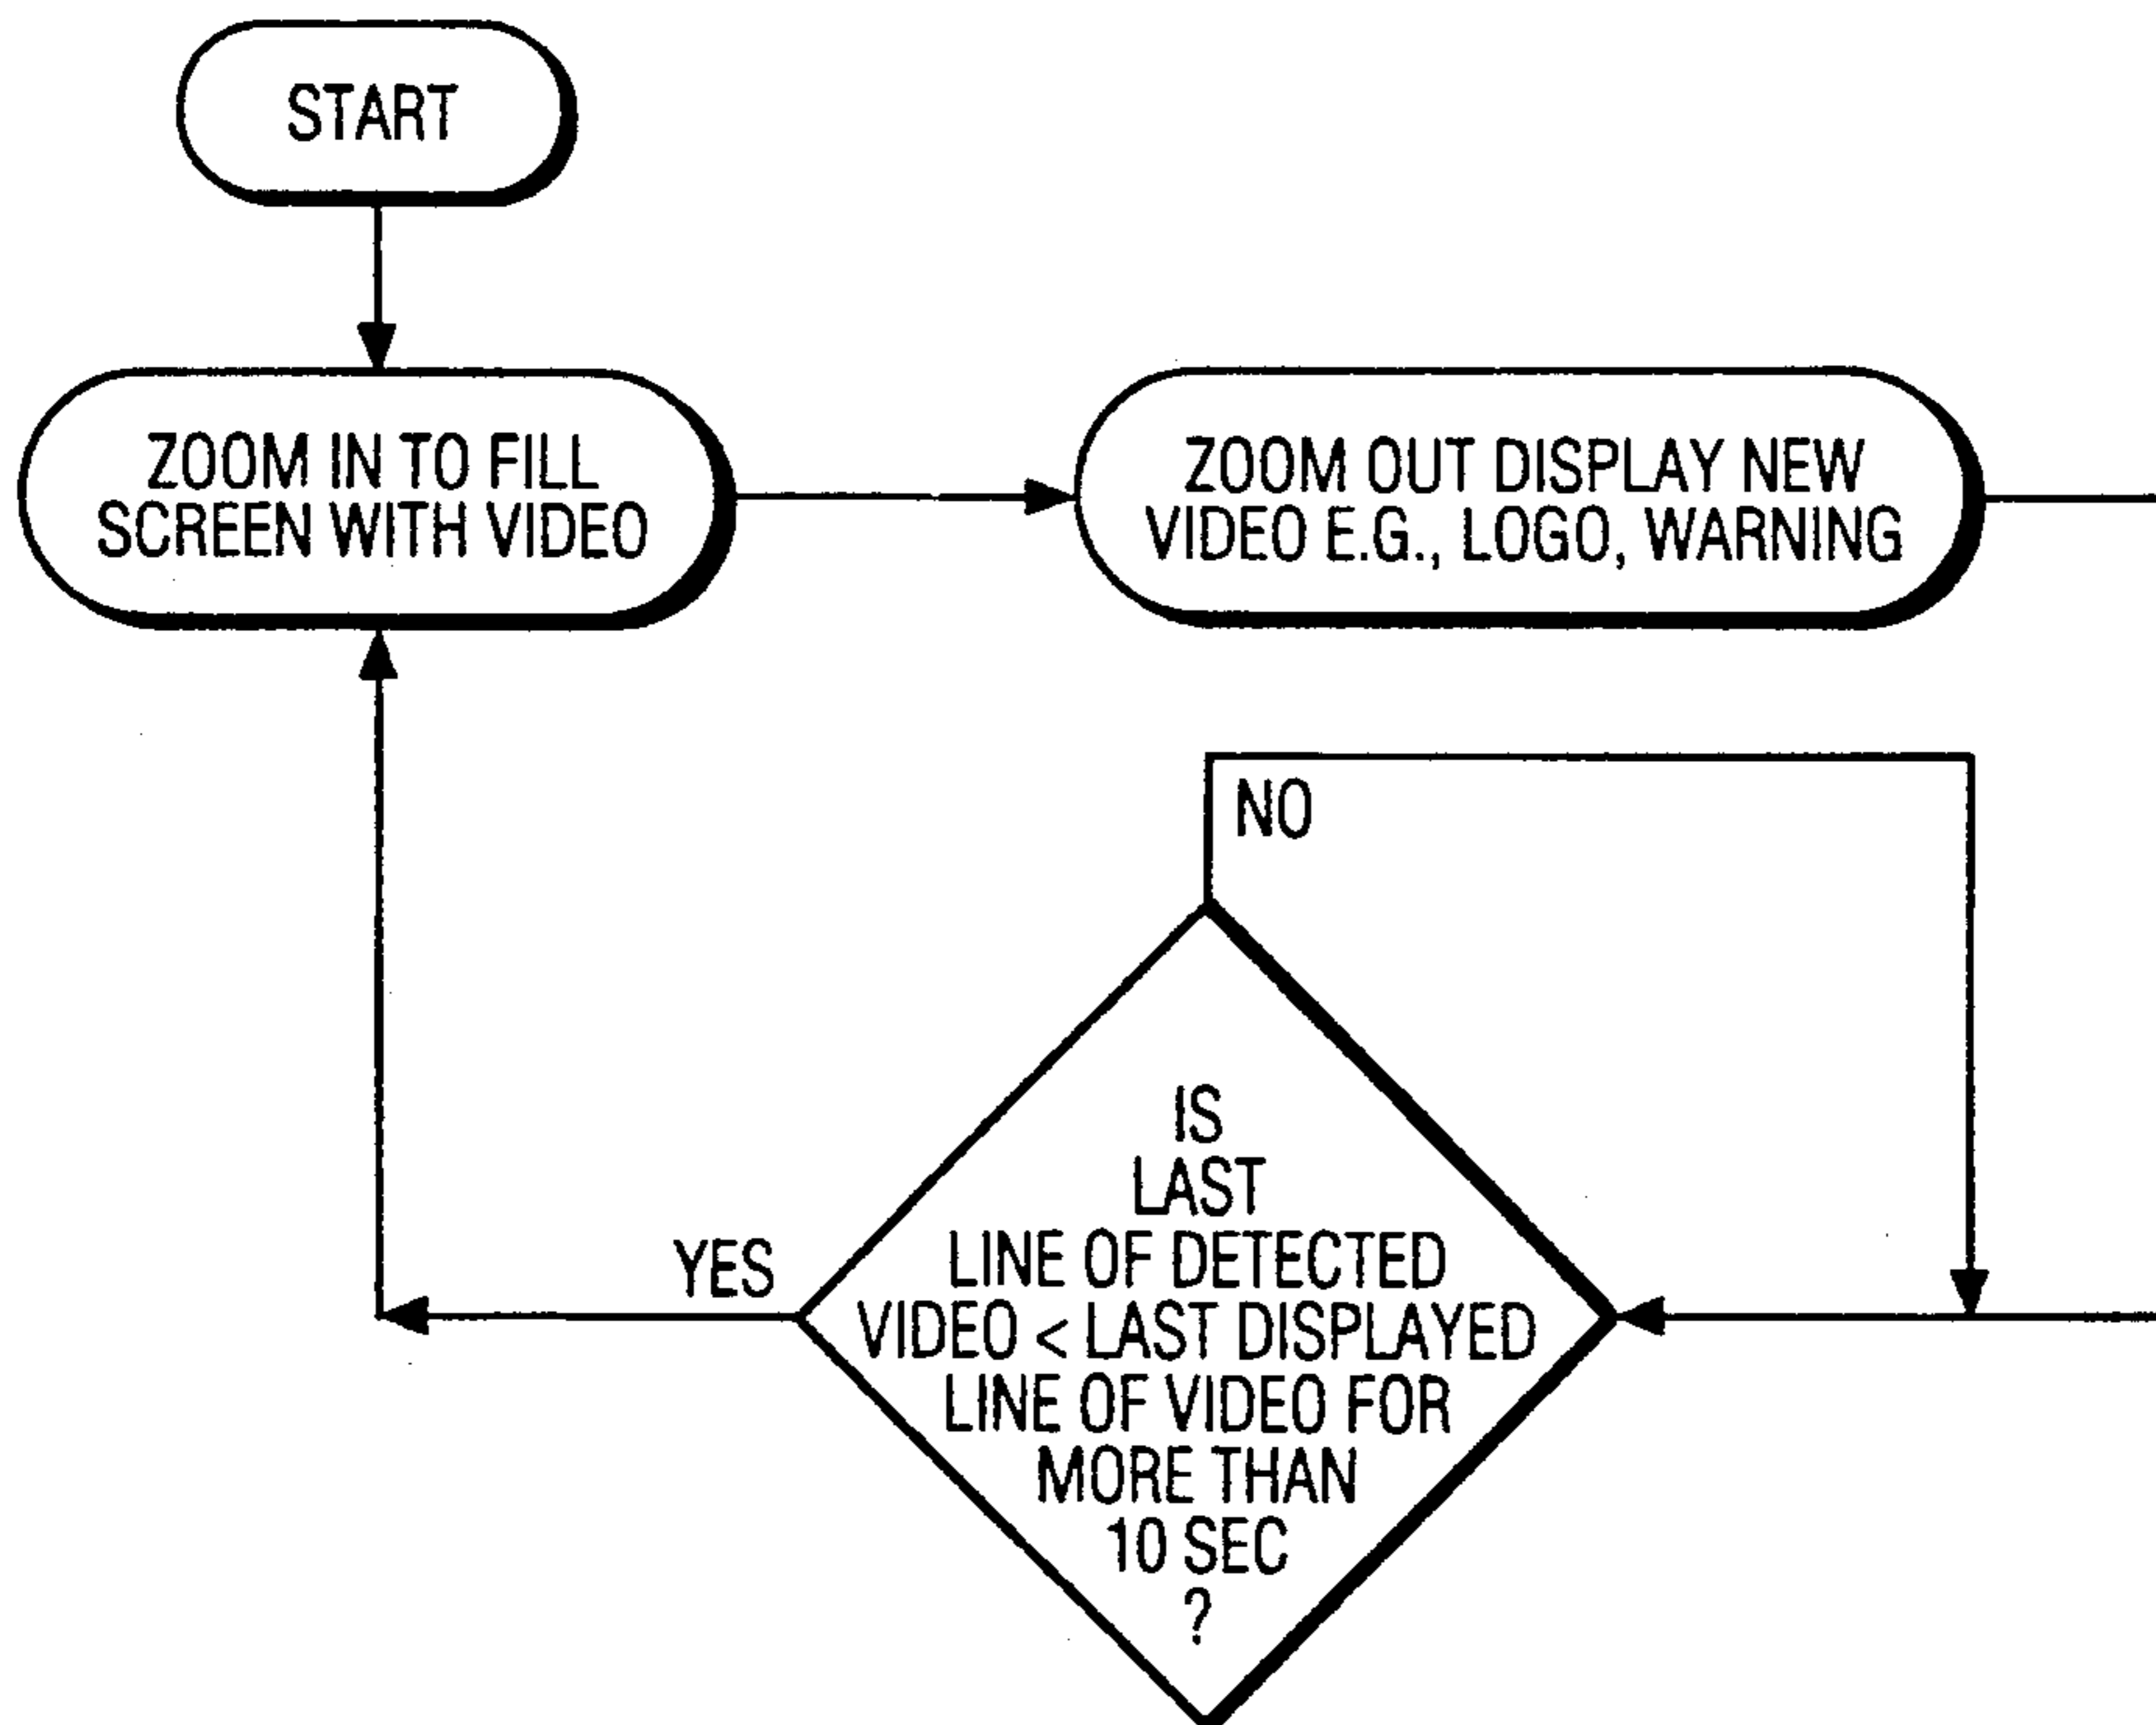 START
ZOOM IN TO FILL
SCREEN WITH VIDEO
ZOOM OUT DISPLAY NEW
VIDEO E.G., LOGO, WARNING
NO
YES
IS
LAST
LINE OF DETECTED
VIDEO < LAST DISPLAYED
LINE OF VIDEO FOR
MORE THAN
10 SEC
?